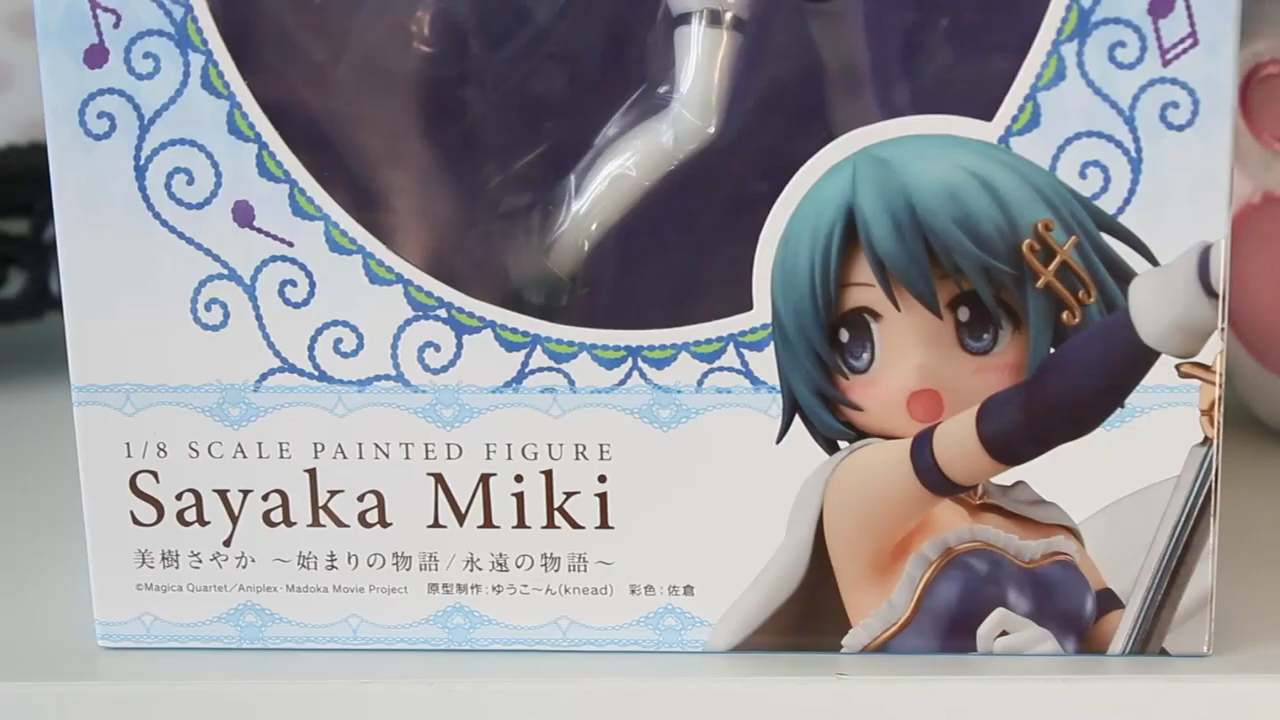 1/8 SCALE PAINTED FIGURE
Sayaka Miki
美樹さやか ～始まりの物語/永遠の物語～
©Magica Quartet／Aniplex・Madoka Movie Project 原型制作:ゆうこ～ん(knead) 彩色:佐倉